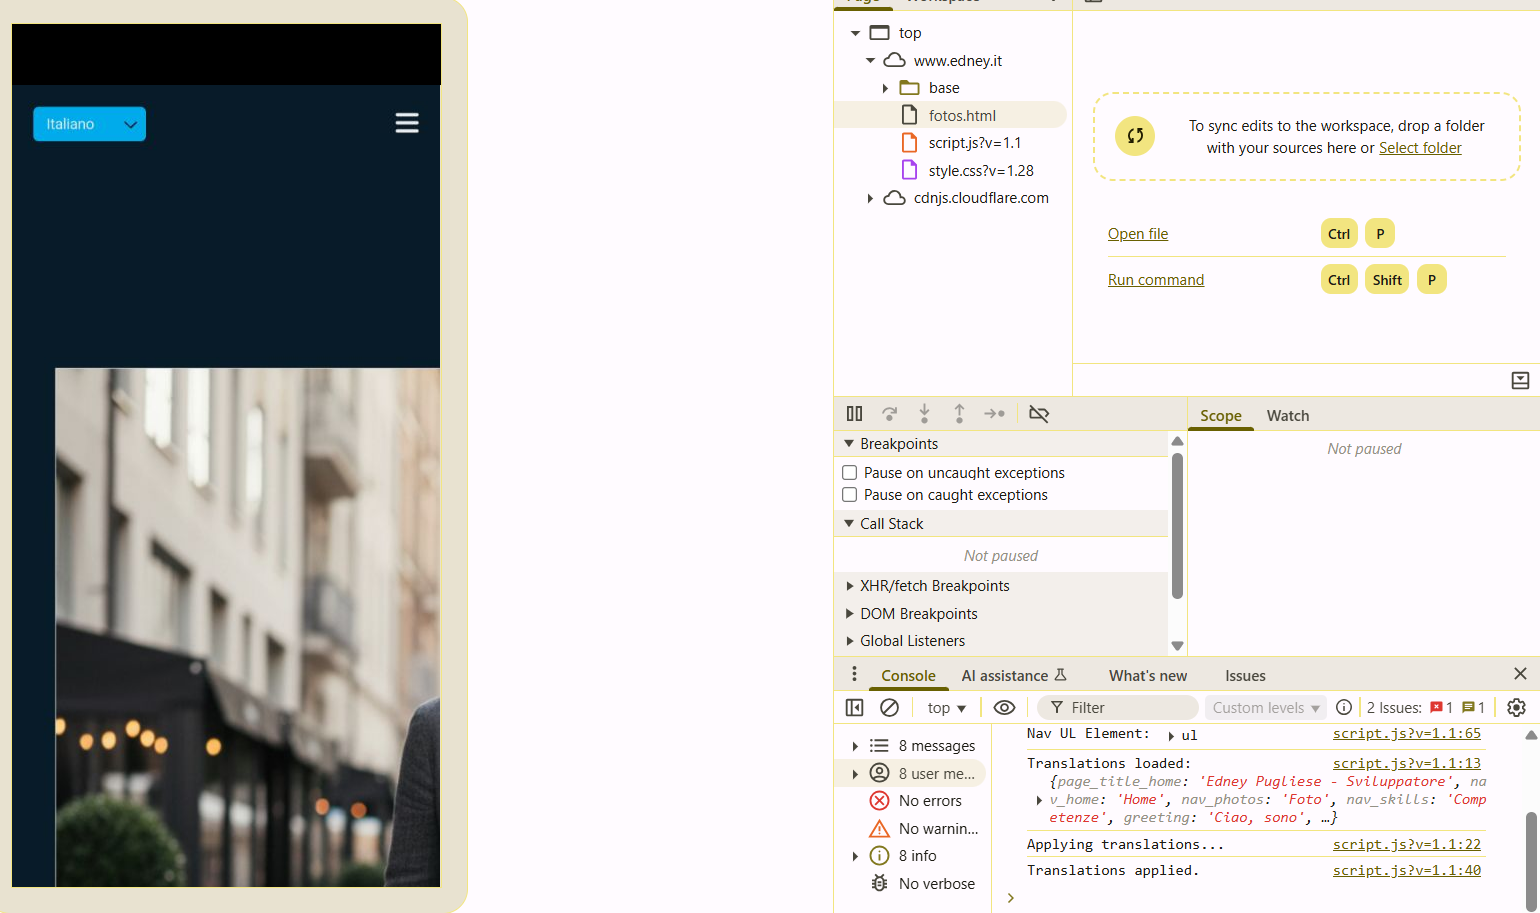 Italiano
top
www.edney.it
base
fotos.html
script.js?v=1.1
style.css?v=1.28
cdnjs.cloudflare.com
To sync edits to the workspace, drop a folder
with your sources here or Select folder
Open file
Ctrl
P
Run command
Ctrl
Shift
P
Scope
Watch
Not paused
Breakpoints
Pause on uncaught exceptions
Pause on caught exceptions
Call Stack
Not paused
XHR/fetch Breakpoints
DOM Breakpoints
Global Listeners
Console
AI assistance
What's new
Issues
top
Filter
Custom levels
2 Issues:
1
1
8 messages
8 user me...
No errors
No warnin...
8 info
No verbose
Nav UL Element: ul script.js?v=1.1:65
Translations loaded: script.js?v=1.1:13
{page_title_home: 'Edney Pugliese - Sviluppatore', na
v_home: 'Home', nav_photos: 'Foto', nav_skills: 'Comp
etenze', greeting: 'Ciao, sono', …}
Applying translations... script.js?v=1.1:22
Translations applied. script.js?v=1.1:40